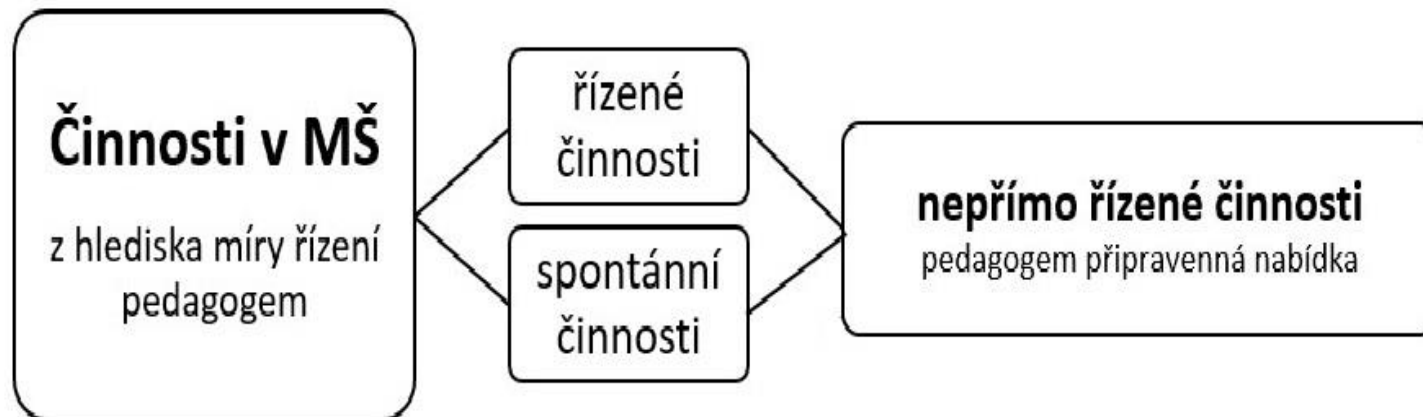 Činnosti v MŠ
z hlediska míry řízení
pedagogem
řízené
činnosti
spontánní
činnosti
nepřímo řízené činnosti
pedagogem připravenná nabídka